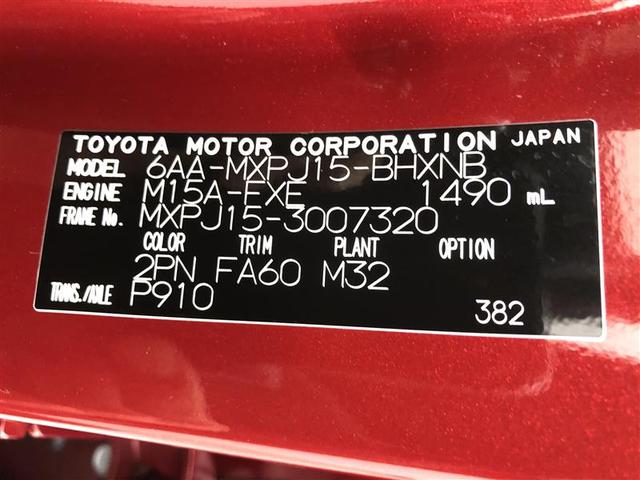 TOYOTA MOTOR CORPORATION JAPAN
MODEL 6AA-MXPJ15-BHXNB
ENGINE M15A-FXE 1490 mL
FRAME No. MXPJ15-3007320
COLOR TRIM PLANT OPTION
2PN FA60 M32
TRANS./AXLE P910
382